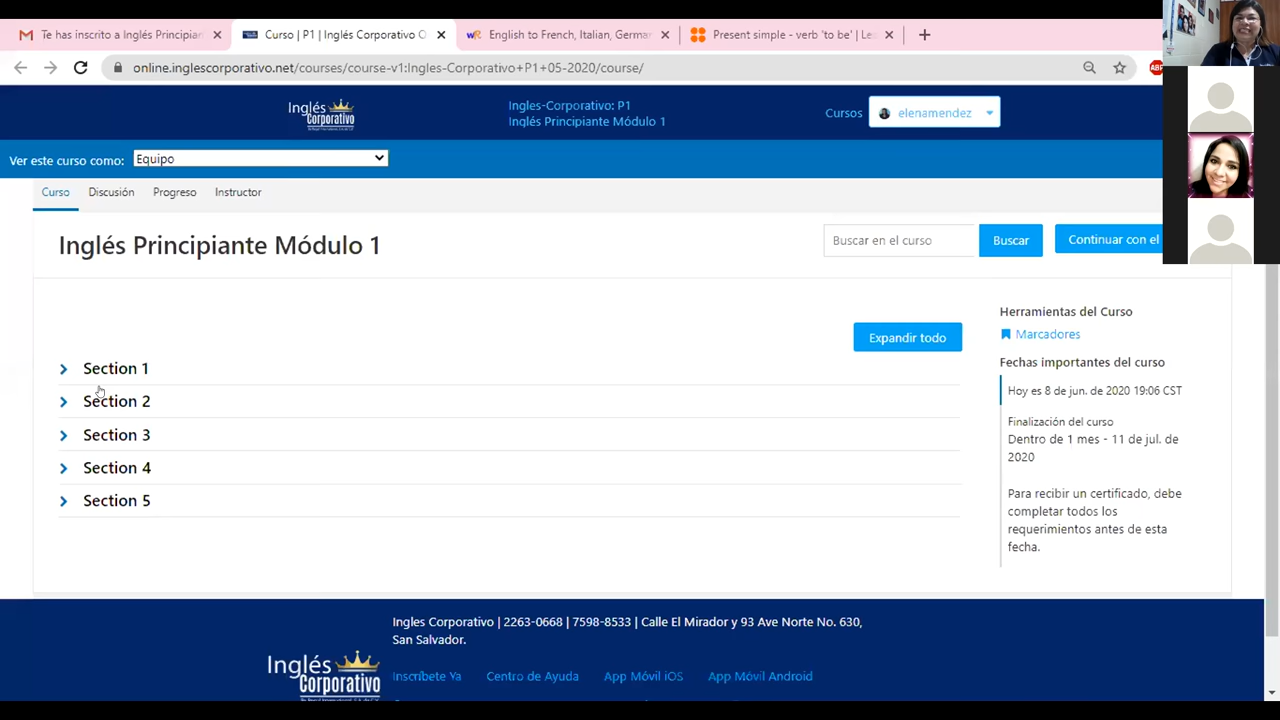 Te has inscrito a Inglés Principian
Curso | P1 | Inglés Corporativo O
English to French, Italian, German
Present simple - verb 'to be' | Les
online.inglescorporativo.net/courses/course-v1:Ingles-Corporativo+P1+05-2020/course/
ABP
Inglés
Corporativo
Ingles-Corporativo: P1
Inglés Principiante Módulo 1
Cursos
elenamendez
Ver este curso como:
Equipo
Curso
Discusión
Progreso
Instructor
Inglés Principiante Módulo 1
Buscar en el curso
Buscar
Continuar con el
Expandir todo
Section 1
Section 2
Section 3
Section 4
Section 5
Herramientas del Curso
Marcadores
Fechas importantes del curso
Hoy es 8 de jun. de 2020 19:06 CST
Finalización del curso
Dentro de 1 mes - 11 de jul. de
2020
Para recibir un certificado, debe
completar todos los
requerimientos antes de esta
fecha.
Inglés
Corporativo
Ingles Corporativo | 2263-0668 | 7598-8533 | Calle El Mirador y 93 Ave Norte No. 630,
San Salvador.
Inscríbete Ya
Centro de Ayuda
App Móvil iOS
App Móvil Android